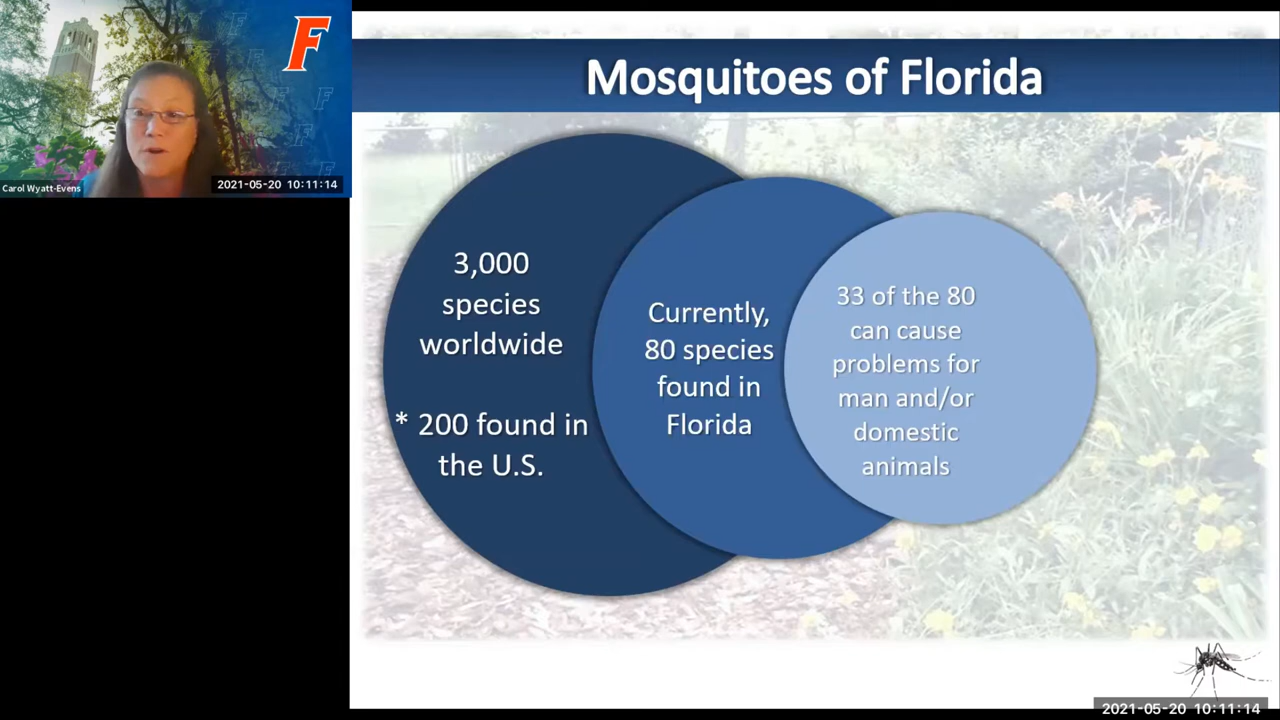 F
Carol Wyatt-Evens
2021-05-20 10:11:14
Mosquitoes of Florida
3,000
species
worldwide
* 200 found in
the U.S.
Currently,
80 species
found in
Florida
33 of the 80
can cause
problems for
man and/or
domestic
animals
2021-05-20 10:11:14